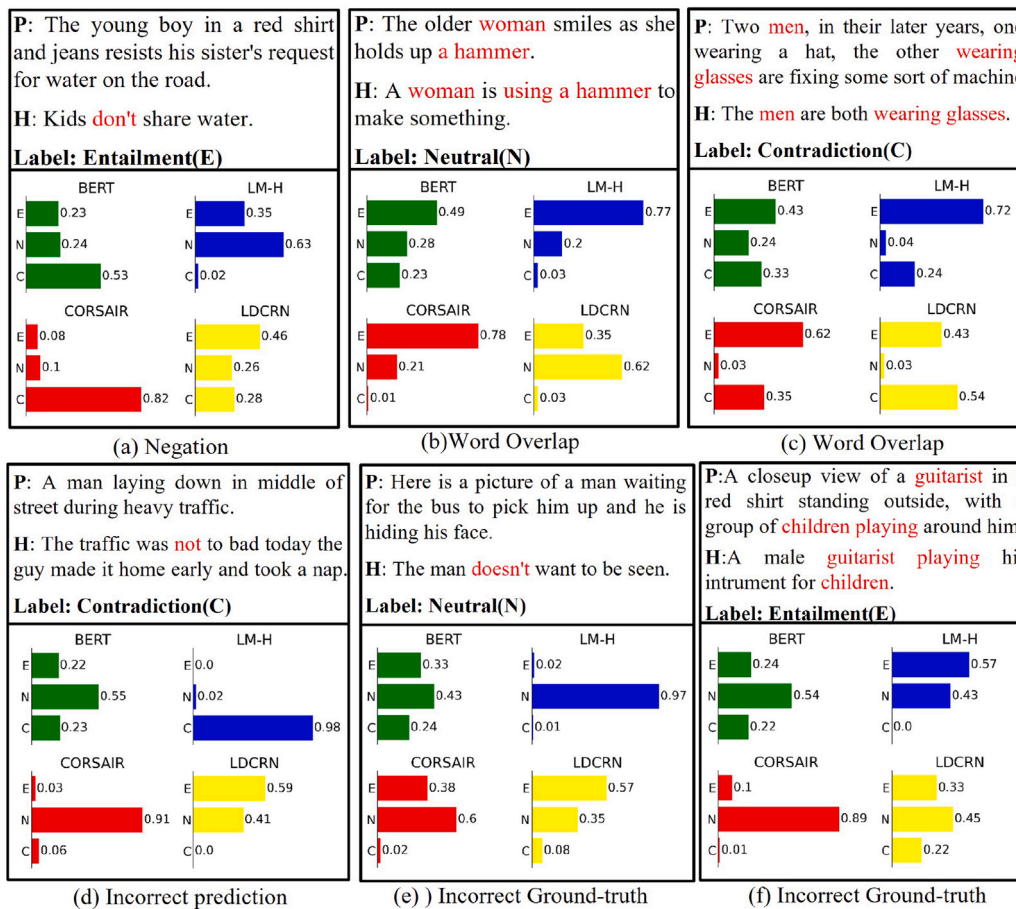 P: The young boy in a red shirt
and jeans resists his sister's request
for water on the road.
H: Kids don't share water.
Label: Entailment(E)
BERT
LM-H
E 0.23
E 0.35
N 0.24
N 0.63
C 0.53
C 0.02
CORSAIR
LDCRN
E 0.08
E 0.46
N 0.1
N 0.26
C 0.82
C 0.28
(a) Negation
P: The older woman smiles as she
holds up a hammer.
H: A woman is using a hammer to
make something.
Label: Neutral(N)
BERT
LM-H
E 0.49
E 0.77
N 0.28
N 0.2
C 0.23
C 0.03
CORSAIR
LDCRN
E 0.78
E 0.35
N 0.21
N 0.62
C 0.01
C 0.03
(b)Word Overlap
P: Two men, in their later years, one
wearing a hat, the other wearing
glasses are fixing some sort of machine
H: The men are both wearing glasses.
Label: Contradiction(C)
BERT
LM-H
E 0.43
E 0.72
N 0.24
N 0.04
C 0.33
C 0.24
CORSAIR
LDCRN
E 0.62
E 0.43
N 0.03
N 0.03
C 0.35
C 0.54
(c) Word Overlap
P: A man laying down in middle of
street during heavy traffic.
H: The traffic was not to bad today the
guy made it home early and took a nap.
Label: Contradiction(C)
BERT
LM-H
E 0.22
E 0.0
N 0.55
N 0.02
C 0.23
C 0.98
CORSAIR
LDCRN
E 0.03
E 0.59
N 0.91
N 0.41
C 0.06
C 0.0
(d) Incorrect prediction
P: Here is a picture of a man waiting
for the bus to pick him up and he is
hiding his face.
H: The man doesn't want to be seen.
Label: Neutral(N)
BERT
LM-H
E 0.33
E 0.02
N 0.43
N 0.97
C 0.24
C 0.01
CORSAIR
LDCRN
E 0.38
E 0.57
N 0.6
N 0.35
C 0.02
C 0.08
(e) ) Incorrect Ground-truth
P:A closeup view of a guitarist in
red shirt standing outside, with
group of children playing around him
H:A male guitarist playing hi
intrument for children.
Label: Entailment(E)
BERT
LM-H
E 0.24
E 0.57
N 0.54
N 0.43
C 0.22
C 0.0
CORSAIR
LDCRN
E 0.1
E 0.33
N 0.89
N 0.45
C 0.01
C 0.22
(f) Incorrect Ground-truth